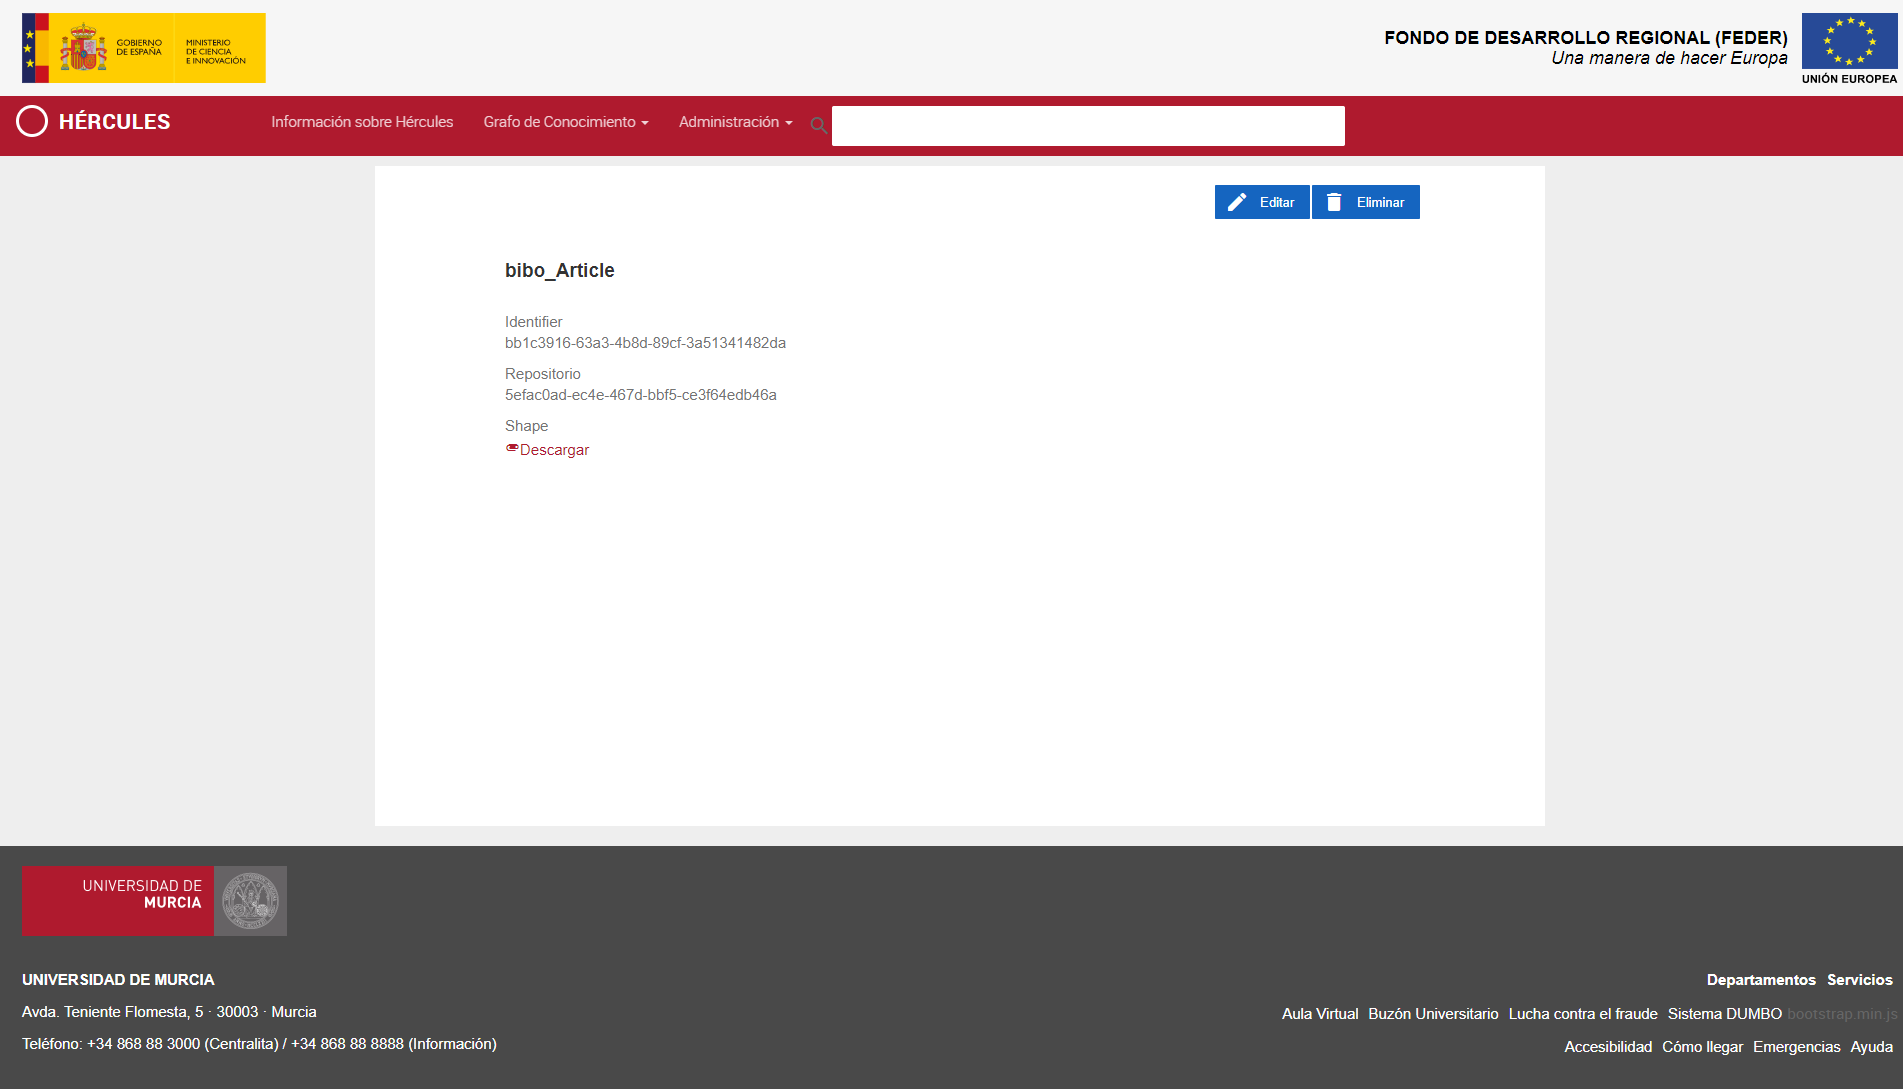 GOBIERNO
DE ESPAÑA
MINISTERIO
DE CIENCIA
E INNOVACIÓN
FONDO DE DESARROLLO REGIONAL (FEDER)
Una manera de hacer Europa
UNIÓN EUROPEA
HÉRCULES
Información sobre Hércules
Grafo de Conocimiento
Administración
Editar
Eliminar
bibo_Article
Identifier
bb1c3916-63a3-4b8d-89cf-3a51341482da
Repositorio
5efac0ad-ec4e-467d-bbf5-ce3f64edb46a
Shape
Descargar
UNIVERSIDAD DE
MURCIA
UNIVERSIDAD DE MURCIA
Avda. Teniente Flomesta, 5 · 30003 · Murcia
Teléfono: +34 868 88 3000 (Centralita) / +34 868 88 8888 (Información)
Departamentos Servicios
Aula Virtual Buzón Universitario Lucha contra el fraude Sistema DUMBO bootstrap.min.js
Accesibilidad Cómo llegar Emergencias Ayuda